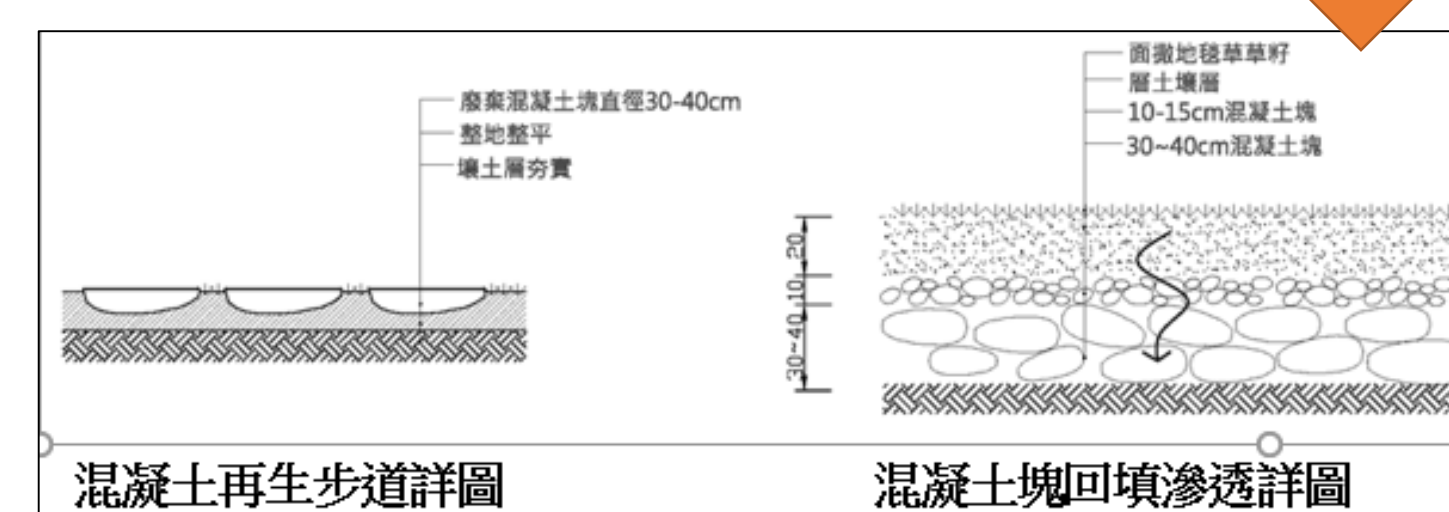 廢棄混凝土塊直徑30-40cm
整地整平
壤土層夯實
混凝土再生步道詳圖
面撒地毯草草籽
層土壤層
10-15cm混凝土塊
30~40cm混凝土塊
20
10
30~40
混凝土塊回填滲透詳圖